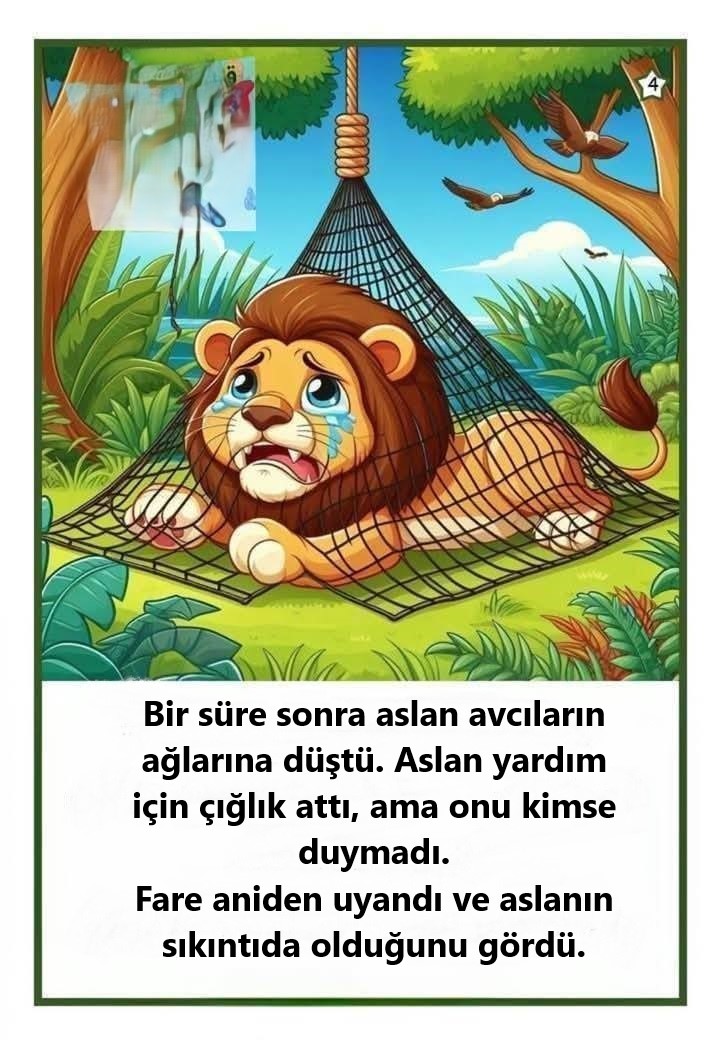 4
Bir süre sonra aslan avcıların
ağlarına düştü. Aslan yardım
için çığlık attı, ama onu kimse
duymadı.
Fare aniden uyandı ve aslanın
sıkıntıda olduğunu gördü.